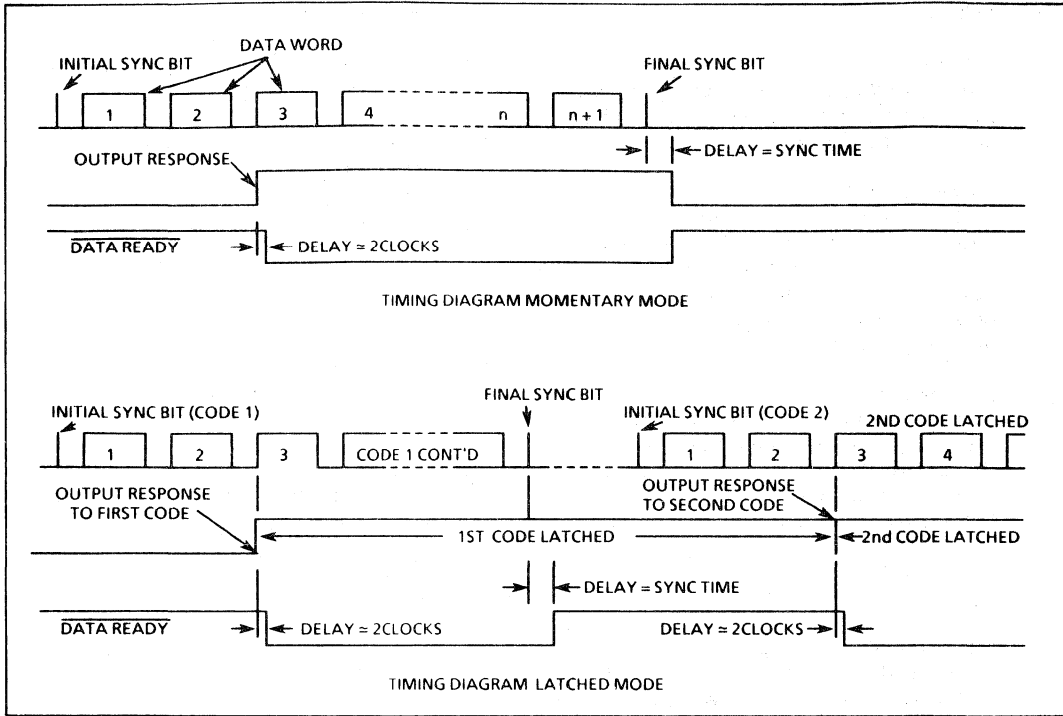 DATA WORD
INITIAL SYNC BIT
FINAL SYNC BIT
1 2 3 4 n n + 1
DELAY = SYNC TIME
OUTPUT RESPONSE
DATA READY
DELAY ≃ 2CLOCKS
TIMING DIAGRAM MOMENTARY MODE
FINAL SYNC BIT
INITIAL SYNC BIT (CODE 1)
INITIAL SYNC BIT (CODE 2)
2ND CODE LATCHED
1 2 3 CODE 1 CONT'D 1 2 3 4
OUTPUT RESPONSE
TO FIRST CODE
OUTPUT RESPONSE
TO SECOND CODE
1ST CODE LATCHED
2nd CODE LATCHED
DELAY = SYNC TIME
DATA READY
DELAY ≃ 2CLOCKS
DELAY ≃ 2CLOCKS
TIMING DIAGRAM LATCHED MODE